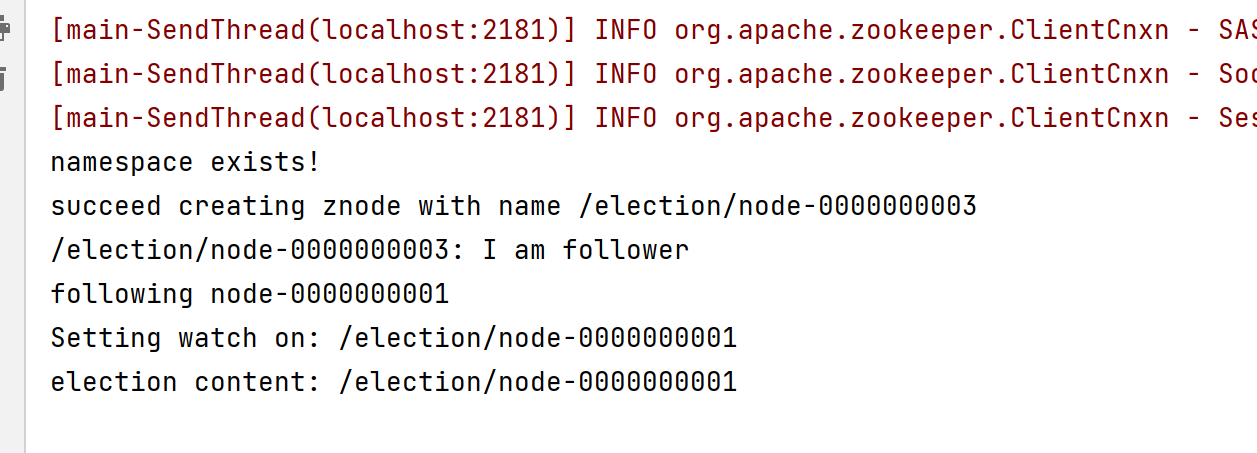 [main-SendThread(localhost:2181)] INFO org.apache.zookeeper.ClientCnxn - SAS
[main-SendThread(localhost:2181)] INFO org.apache.zookeeper.ClientCnxn - Soc
[main-SendThread(localhost:2181)] INFO org.apache.zookeeper.ClientCnxn - Ses
namespace exists!
succeed creating znode with name /election/node-0000000003
/election/node-0000000003: I am follower
following node-0000000001
Setting watch on: /election/node-0000000001
election content: /election/node-0000000001